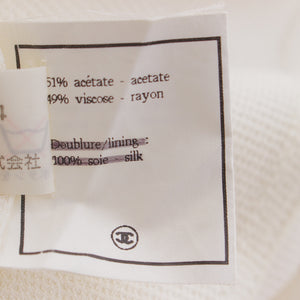 51% acétate - acetate
49% viscose - rayon
Doublure/lining :
100% soie - silk
式会社